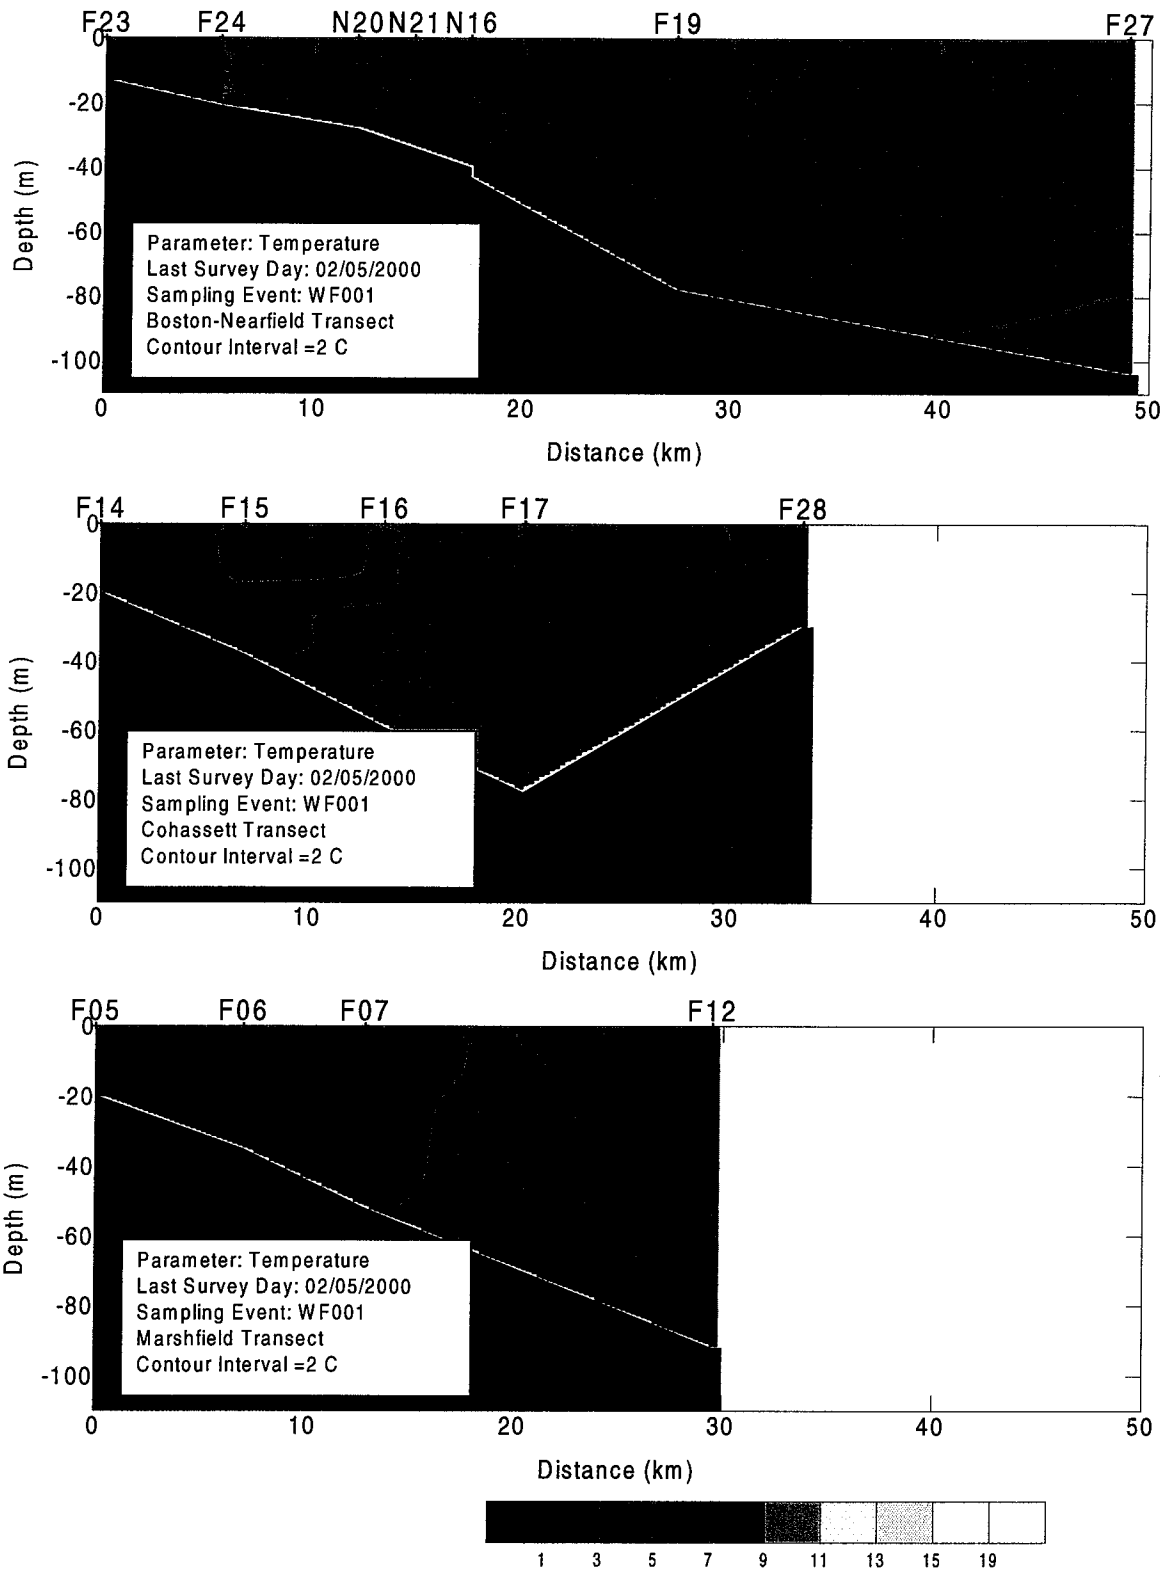 F23 F24 N20 N21 N16 F19 F27
0
-20
-40
-60
-80
-100
Depth (m)
Parameter: Temperature
Last Survey Day: 02/05/2000
Sampling Event: WF001
Boston-Nearfield Transect
Contour Interval =2 C
0 10 20 30 40 50
Distance (km)
F14 F15 F16 F17 F28
0
-20
-40
-60
-80
-100
Depth (m)
Parameter: Temperature
Last Survey Day: 02/05/2000
Sampling Event: WF001
Cohassett Transect
Contour Interval =2 C
0 10 20 30 40 50
Distance (km)
F05 F06 F07 F12
0
-20
-40
-60
-80
-100
Depth (m)
Parameter: Temperature
Last Survey Day: 02/05/2000
Sampling Event: WF001
Marshfield Transect
Contour Interval =2 C
0 10 20 30 40 50
Distance (km)
1 3 5 7 9 11 13 15 19